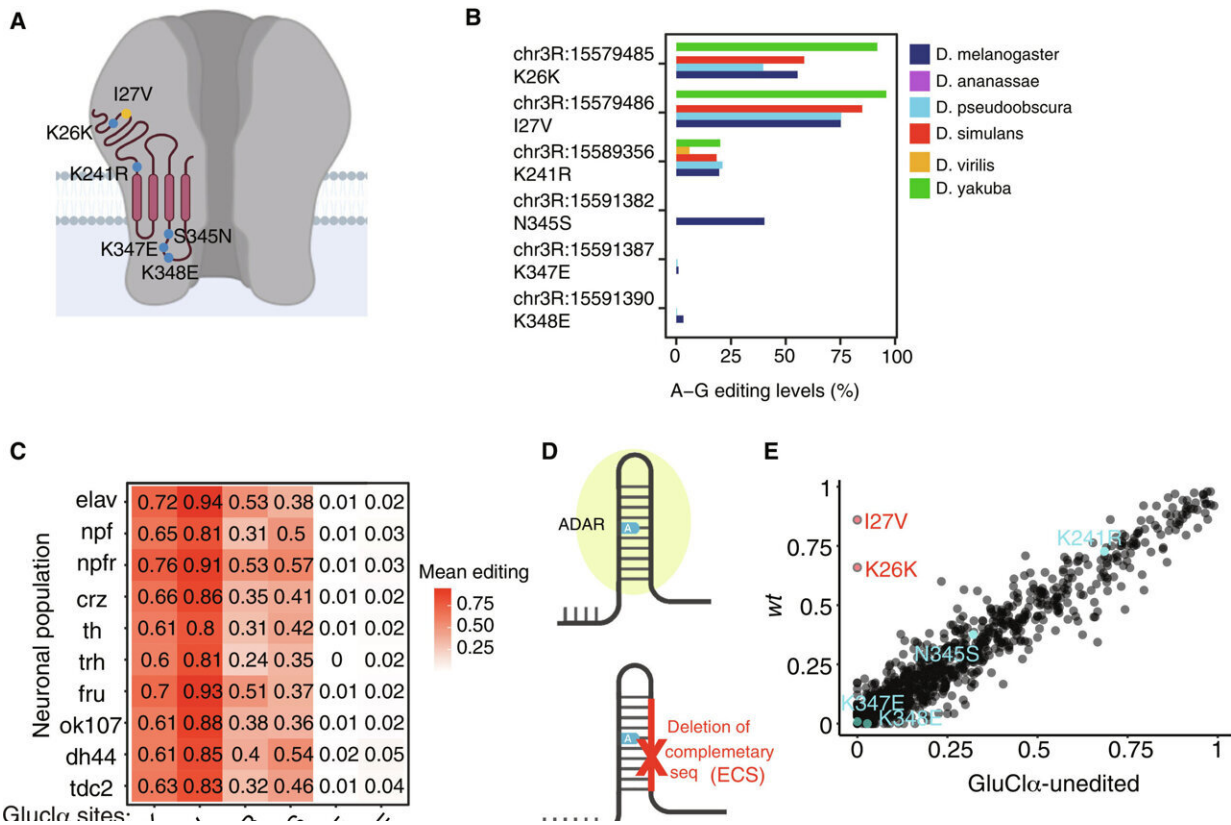 A
I27V
K26K
K241R
K347E
S345N
K348E
B
chr3R:15579485
K26K
chr3R:15579486
I27V
chr3R:15589356
K241R
chr3R:15591382
N345S
chr3R:15591387
K347E
chr3R:15591390
K348E
0 25 50 75 100
A–G editing levels (%)
D. melanogaster
D. ananassae
D. pseudoobscura
D. simulans
D. virilis
D. yakuba
C
Neuronal population
elav 0.72 0.94 0.53 0.38 0.01 0.02
npf 0.65 0.81 0.31 0.5 0.01 0.03
npfr 0.76 0.91 0.53 0.57 0.01 0.03
crz 0.66 0.86 0.35 0.41 0.01 0.02
th 0.61 0.8 0.31 0.42 0.01 0.02
trh 0.6 0.81 0.24 0.35 0 0.02
fru 0.7 0.93 0.51 0.37 0.01 0.02
ok107 0.61 0.88 0.38 0.36 0.01 0.02
dh44 0.61 0.85 0.4 0.54 0.02 0.05
tdc2 0.63 0.83 0.32 0.46 0.01 0.04
Gluclα sites:
Mean editing
0.75
0.50
0.25
D
ADAR
A
A
X
Deletion of
complemetary
seq (ECS)
E
wt
1
0.75
0.5
0.25
0
I27V
K26K
K241R
N345S
K347E
K348E
0 0.25 0.5 0.75 1
GluClα-unedited